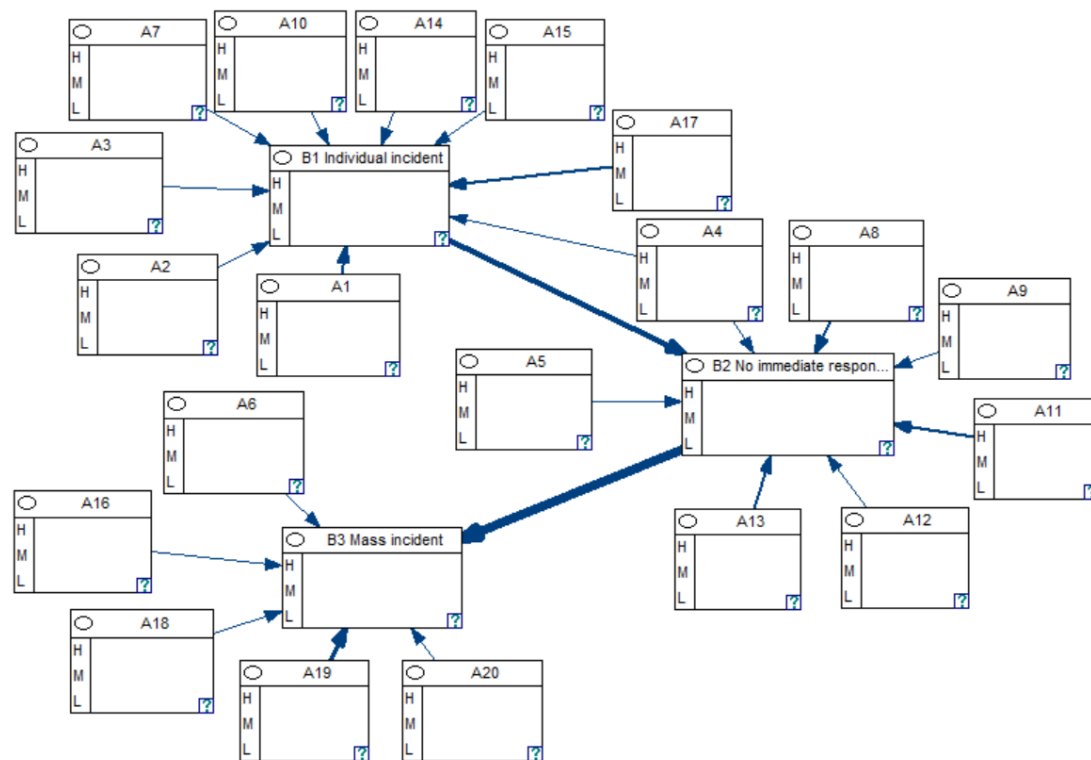 A7
H
M
L
?
A10
H
M
L
?
A14
H
M
L
?
A15
H
M
L
?
A3
H
M
L
?
B1 Individual incident
H
M
L
?
A17
H
M
L
?
A2
H
M
L
?
A1
H
M
L
?
A4
H
M
L
?
A8
H
M
L
?
A9
H
M
L
?
A5
H
M
L
?
B2 No immediate respon...
H
M
L
?
A11
H
M
L
?
A6
H
M
L
?
A16
H
M
L
?
B3 Mass incident
H
M
L
?
A13
H
M
L
?
A12
H
M
L
?
A18
H
M
L
?
A19
H
M
L
?
A20
H
M
L
?